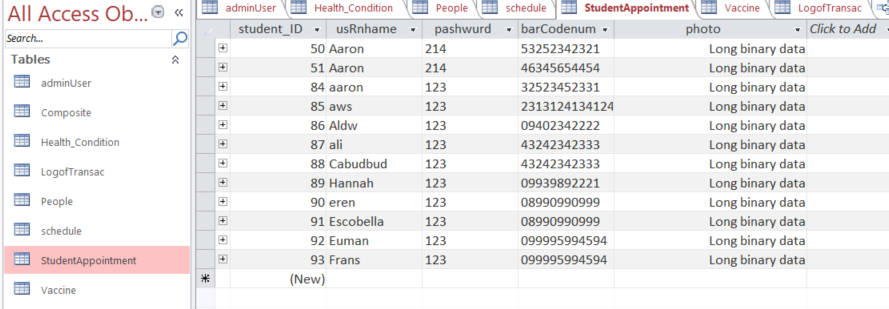 All Access Ob...
Search...
Tables
adminUser
Composite
Health_Condition
LogofTransac
People
schedule
StudentAppointment
Vaccine
adminUser Health_Condition People schedule StudentAppointment Vaccine LogofTransac
student_ID usRnhame pashwurd barCodenum photo Click to Add
50 Aaron 214 53252342321 Long binary data
51 Aaron 214 46345654454 Long binary data
84 aaron 123 32523452331 Long binary data
85 aws 123 2313124134124 Long binary data
86 Aldw 123 09402342222 Long binary data
87 ali 123 43242342333 Long binary data
88 Cabudbud 123 43242342333 Long binary data
89 Hannah 123 09939892221 Long binary data
90 eren 123 08990990999 Long binary data
91 Escobella 123 08990990999 Long binary data
92 Euman 123 099995994594 Long binary data
93 Frans 123 099995994594 Long binary data
(New)